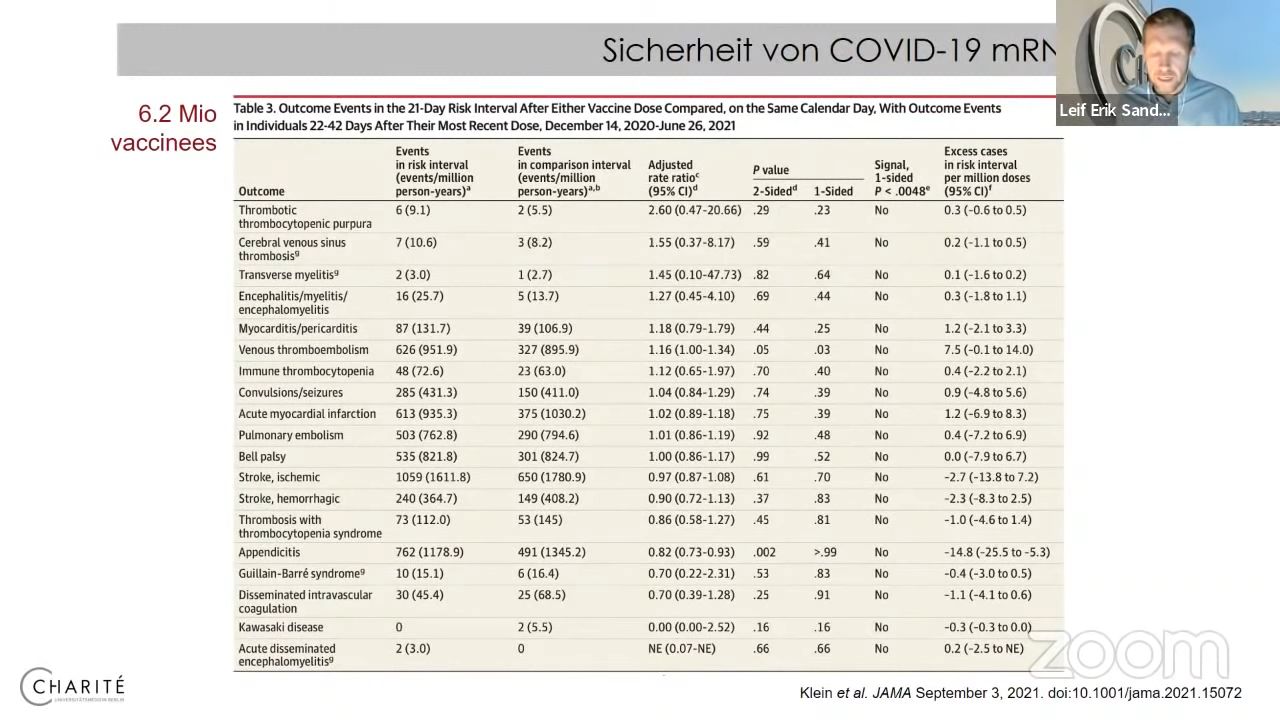 Sicherheit von COVID-19 mRN
Leif Erik Sand...
6.2 Mio
vaccinees
Table 3. Outcome Events in the 21-Day Risk Interval After Either Vaccine Dose Compared, on the Same Calendar Day, With Outcome Events
in Individuals 22-42 Days After Their Most Recent Dose, December 14, 2020-June 26, 2021
Outcome
Events
in risk interval
(events/million
person-years)ᵃ
Events
in comparison interval
(events/million
person-years)ᵃ,ᵇ
Adjusted
rate ratioᶜ
(95% CI)ᵈ
P value
2-Sidedᵈ 1-Sided
Signal,
1-sided
P < .0048ᵉ
Excess cases
in risk interval
per million doses
(95% CI)ᶠ
Thrombotic 6 (9.1) 2 (5.5) 2.60 (0.47-20.66) .29 .23 No 0.3 (−0.6 to 0.5)
thrombocytopenic purpura
Cerebral venous sinus 7 (10.6) 3 (8.2) 1.55 (0.37-8.17) .59 .41 No 0.2 (−1.1 to 0.5)
thrombosisᵍ
Transverse myelitisᵍ 2 (3.0) 1 (2.7) 1.45 (0.10-47.73) .82 .64 No 0.1 (−1.6 to 0.2)
Encephalitis/myelitis/ 16 (25.7) 5 (13.7) 1.27 (0.45-4.10) .69 .44 No 0.3 (−1.8 to 1.1)
encephalomyelitis
Myocarditis/pericarditis 87 (131.7) 39 (106.9) 1.18 (0.79-1.79) .44 .25 No 1.2 (−2.1 to 3.3)
Venous thromboembolism 626 (951.9) 327 (895.9) 1.16 (1.00-1.34) .05 .03 No 7.5 (−0.1 to 14.0)
Immune thrombocytopenia 48 (72.6) 23 (63.0) 1.12 (0.65-1.97) .70 .40 No 0.4 (−2.2 to 2.1)
Convulsions/seizures 285 (431.3) 150 (411.0) 1.04 (0.84-1.29) .74 .39 No 0.9 (−4.8 to 5.6)
Acute myocardial infarction 613 (935.3) 375 (1030.2) 1.02 (0.89-1.18) .75 .39 No 1.2 (−6.9 to 8.3)
Pulmonary embolism 503 (762.8) 290 (794.6) 1.01 (0.86-1.19) .92 .48 No 0.4 (−7.2 to 6.9)
Bell palsy 535 (821.8) 301 (824.7) 1.00 (0.86-1.17) .99 .52 No 0.0 (−7.9 to 6.7)
Stroke, ischemic 1059 (1611.8) 650 (1780.9) 0.97 (0.87-1.08) .61 .70 No −2.7 (−13.8 to 7.2)
Stroke, hemorrhagic 240 (364.7) 149 (408.2) 0.90 (0.72-1.13) .37 .83 No −2.3 (−8.3 to 2.5)
Thrombosis with 73 (112.0) 53 (145) 0.86 (0.58-1.27) .45 .81 No −1.0 (−4.6 to 1.4)
thrombocytopenia syndrome
Appendicitis 762 (1178.9) 491 (1345.2) 0.82 (0.73-0.93) .002 >.99 No −14.8 (−25.5 to −5.3)
Guillain-Barré syndromeᵍ 10 (15.1) 6 (16.4) 0.70 (0.22-2.31) .53 .83 No −0.4 (−3.0 to 0.5)
Disseminated intravascular 30 (45.4) 25 (68.5) 0.70 (0.39-1.28) .25 .91 No −1.1 (−4.1 to 0.6)
coagulation
Kawasaki disease 0 2 (5.5) 0.00 (0.00-2.52) .16 .16 No −0.3 (−0.3 to 0.0)
Acute disseminated 2 (3.0) 0 NE (0.07-NE) .66 .66 No 0.2 (−2.5 to NE)
encephalomyelitisᵍ
zoom
CHARITÉ
UNIVERSITÄTSMEDIZIN BERLIN
Klein et al. JAMA September 3, 2021. doi:10.1001/jama.2021.15072